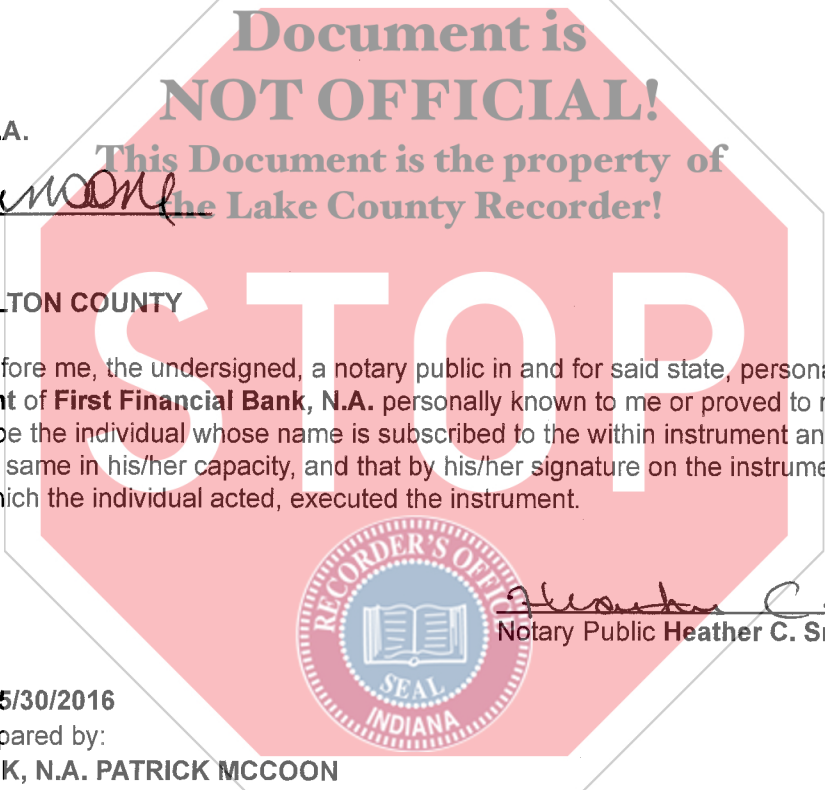 Document is
NOT OFFICIAL!
.A.
This Document is the property of
the Lake County Recorder!
STOP
LTON COUNTY
fore me, the undersigned, a notary public in and for said state, persona
nt of First Financial Bank, N.A. personally known to me or proved to
be the individual whose name is subscribed to the within instrument an
same in his/her capacity, and that by his/her signature on the instrume
hich the individual acted, executed the instrument.
RECORDER'S OFFICE
SEAL
INDIANA
Notary Public Heather C. S
5/30/2016
pared by:
K, N.A. PATRICK MCCOON